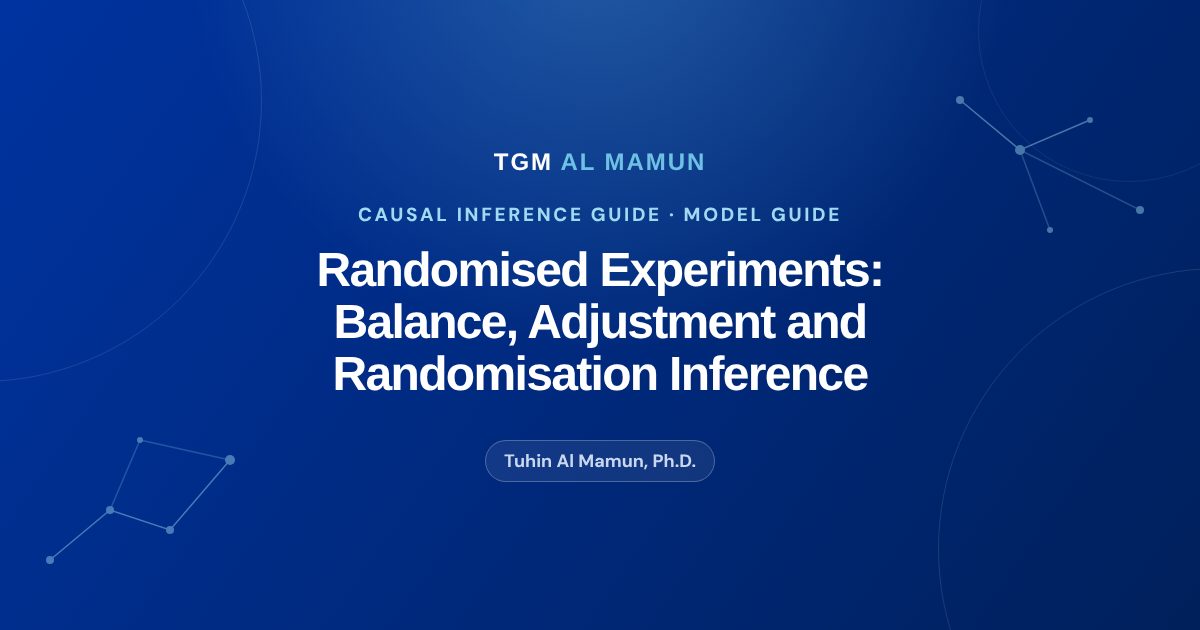 TGM AL MAMUN
CAUSAL INFERENCE GUIDE · MODEL GUIDE
Randomised Experiments:
Balance, Adjustment and
Randomisation Inference
Tuhin Al Mamun, Ph.D.